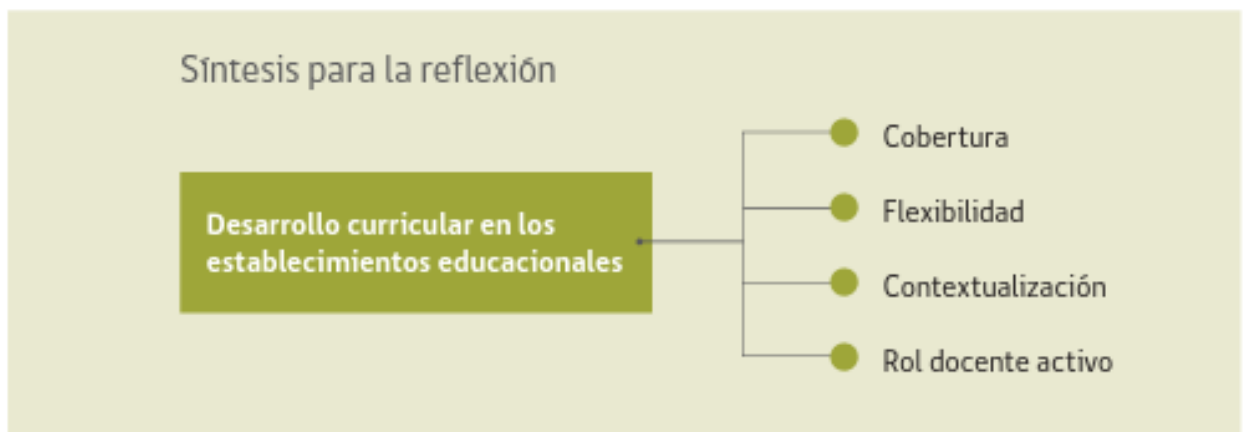 Síntesis para la reflexión
Desarrollo curricular en los
establecimientos educacionales
Cobertura
Flexibilidad
Contextualización
Rol docente activo